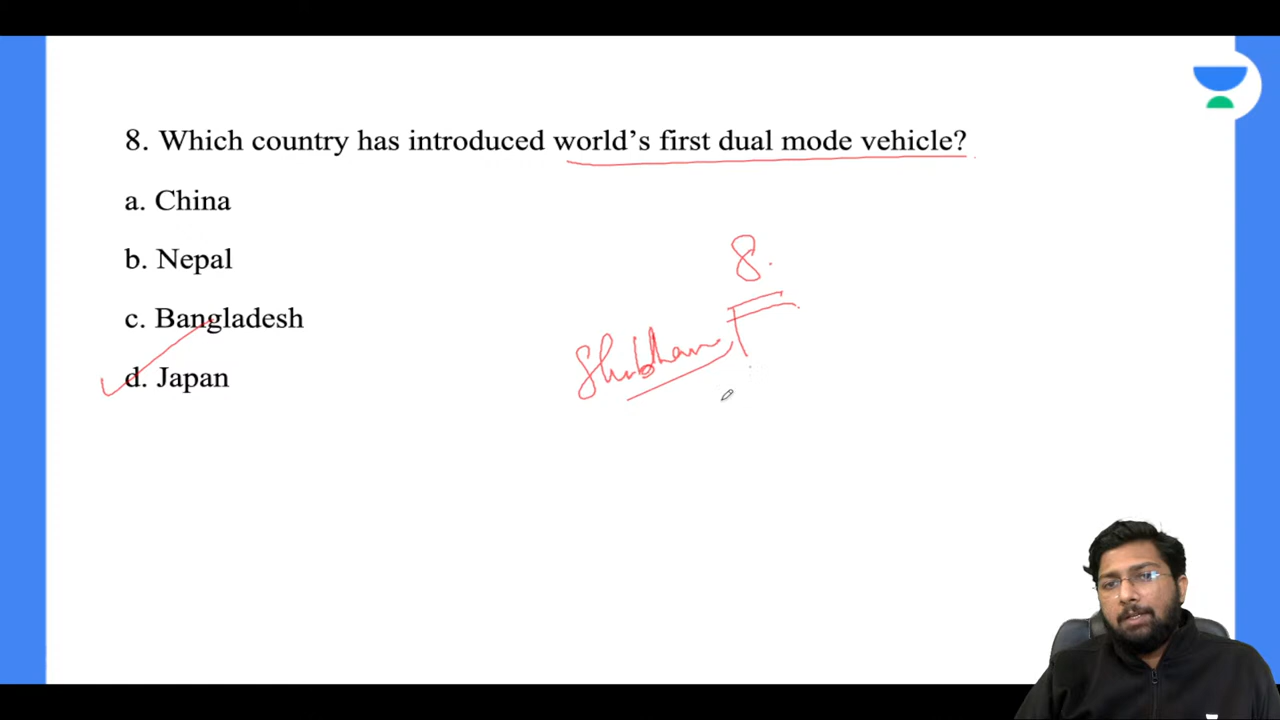 8. Which country has introduced world’s first dual mode vehicle?
a. China
b. Nepal
8.
c. Bangladesh
Shubham
d. Japan